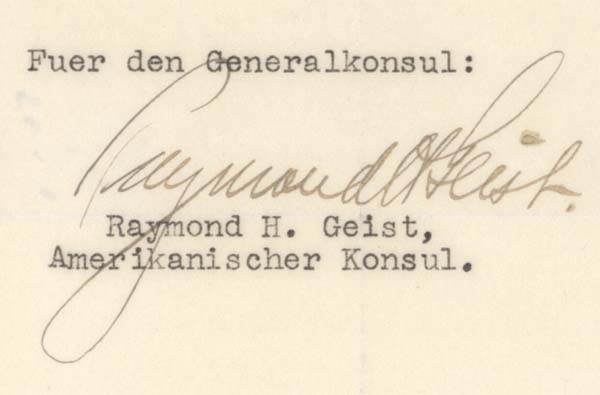 Fuer den Generalkonsul:
Raymond H. Geist.
Raymond H. Geist,
Amerikanischer Konsul.